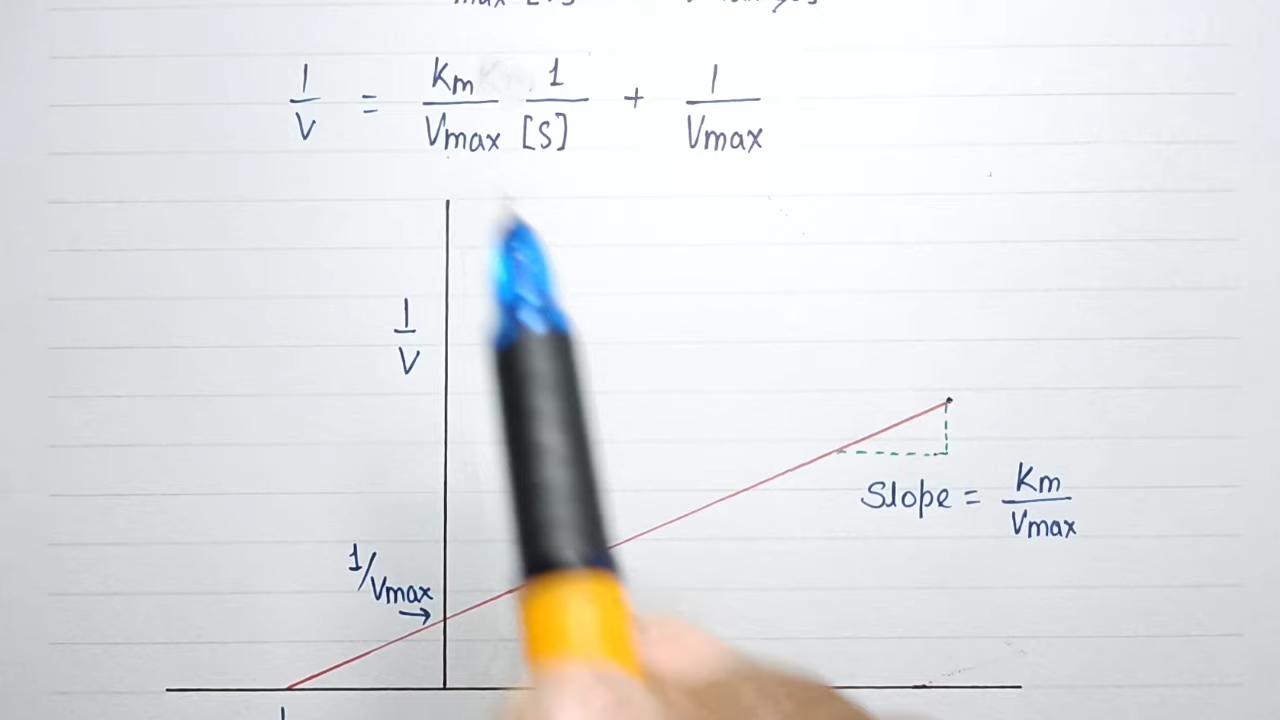 1/V = Km/Vmax 1/[S] + 1/Vmax
1/V
Slope = Km/Vmax
1/Vmax →